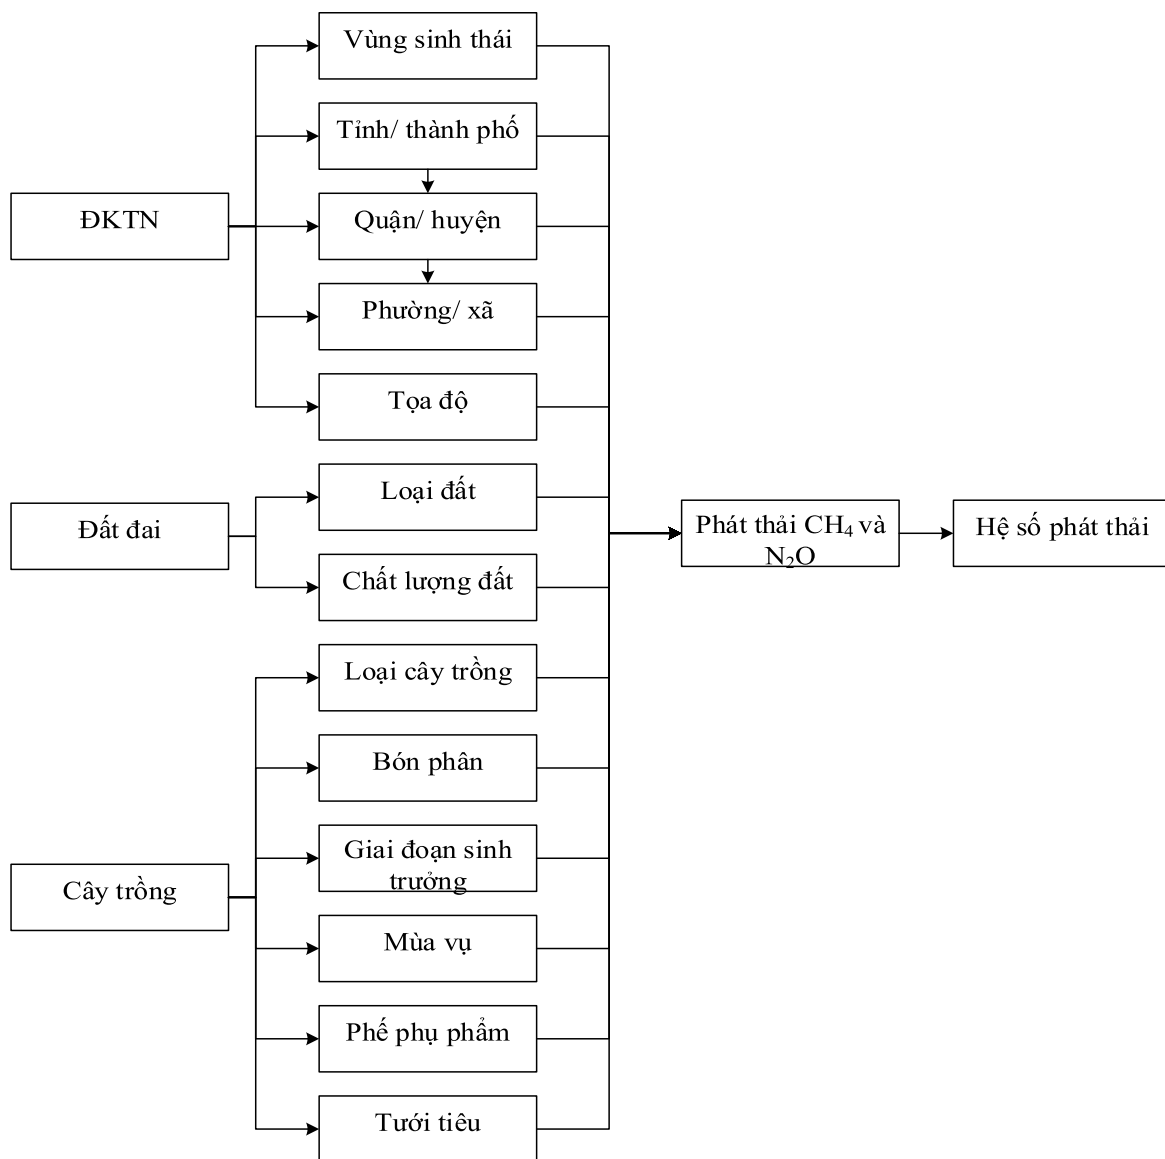 Vùng sinh thái
Tỉnh/ thành phố
ĐKTN
Quận/ huyện
Phường/ xã
Tọa độ
Đất đai
Loại đất
Chất lượng đất
Phát thải CH₄ và
N₂O
Hệ số phát thải
Cây trồng
Loại cây trồng
Bón phân
Giai đoạn sinh
trưởng
Mùa vụ
Phế phụ phẩm
Tưới tiêu